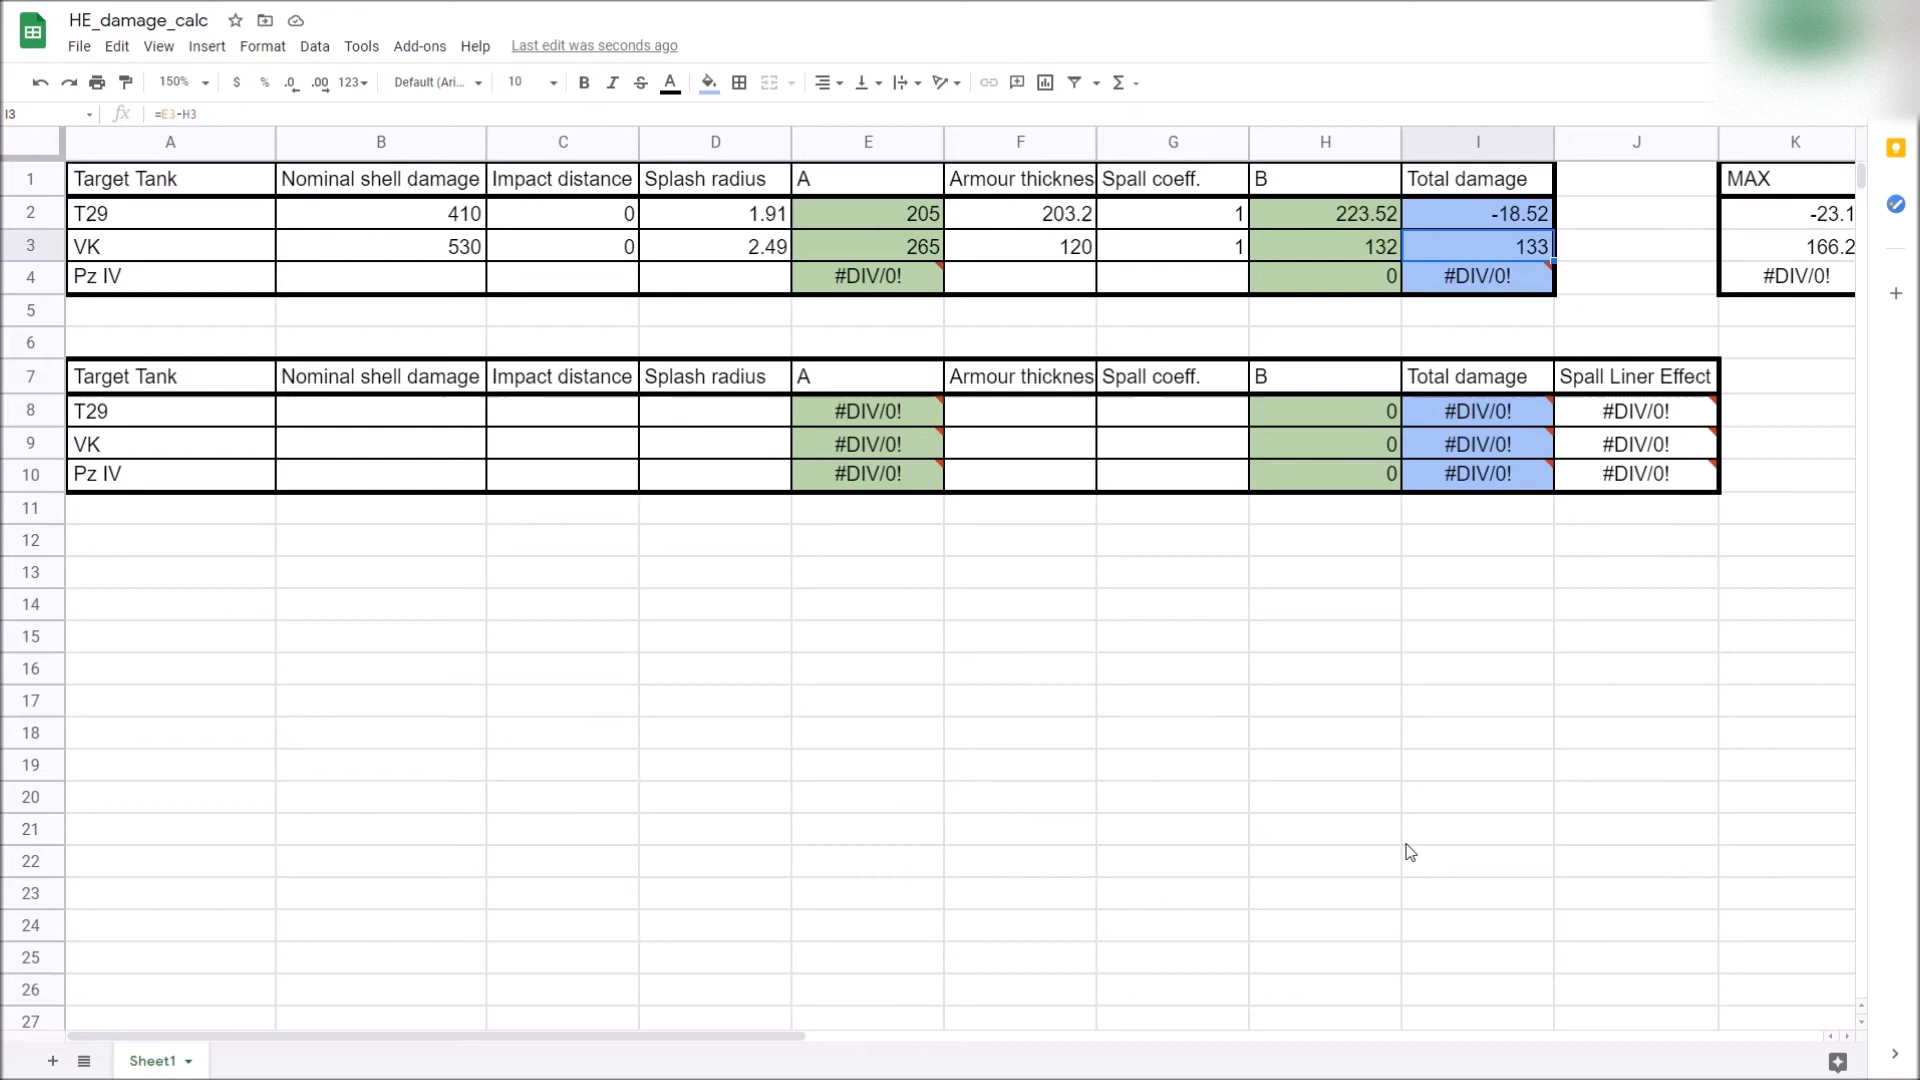 HE_damage_calc
File Edit View Insert Format Data Tools Add-ons Help Last edit was seconds ago
150% $ % .0 .00 123 Default (Ari... 10 B I S A Σ
I3 fx =E3-H3
A B C D E F G H I J K
1 Target Tank Nominal shell damage Impact distance Splash radius A Armour thicknes Spall coeff. B Total damage MAX
2 T29 410 0 1.91 205 203.2 1 223.52 -18.52 -23.1
3 VK 530 0 2.49 265 120 1 132 133 166.2
4 Pz IV #DIV/0! 0 #DIV/0! #DIV/0!
5
6
7 Target Tank Nominal shell damage Impact distance Splash radius A Armour thicknes Spall coeff. B Total damage Spall Liner Effect
8 T29 #DIV/0! 0 #DIV/0! #DIV/0!
9 VK #DIV/0! 0 #DIV/0! #DIV/0!
10 Pz IV #DIV/0! 0 #DIV/0! #DIV/0!
11
12
13
14
15
16
17
18
19
20
21
22
23
24
25
26
27
Sheet1